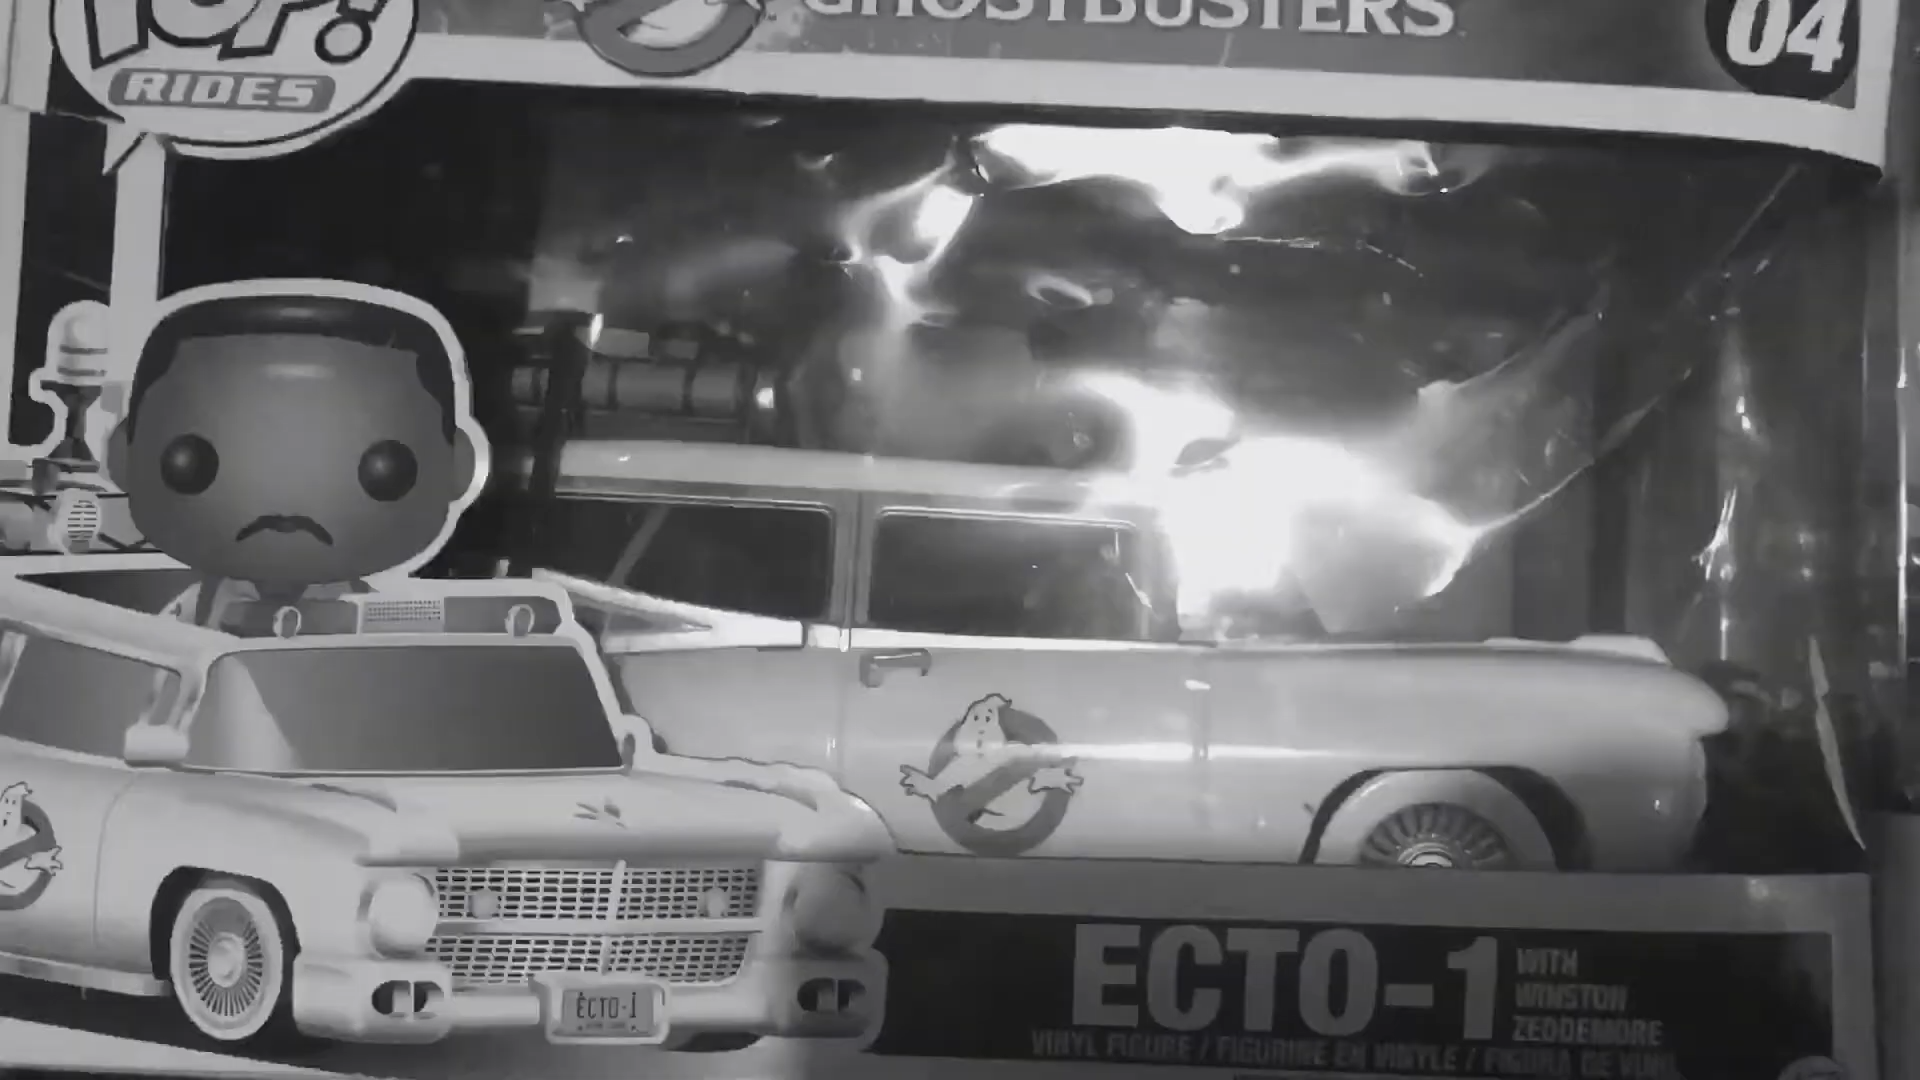 POP!
RIDES
GHOSTBUSTERS
04
ECTO-1
ECTO-1
WITH
WINSTON
ZEDDEMORE
VINYL FIGURE / FIGURINE EN VINYLE / FIGURA DE VINIL